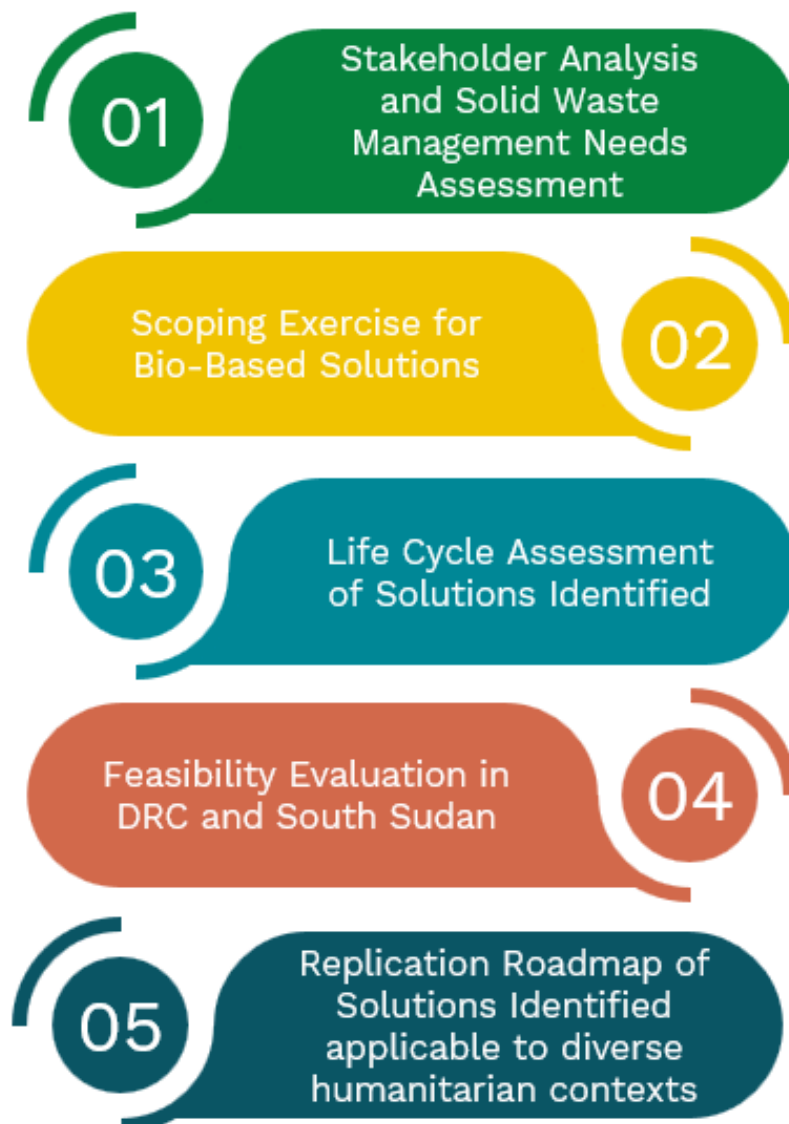 01
Stakeholder Analysis
and Solid Waste
Management Needs
Assessment
Scoping Exercise for
Bio-Based Solutions
02
03
Life Cycle Assessment
of Solutions Identified
Feasibility Evaluation in
DRC and South Sudan
04
05
Replication Roadmap of
Solutions Identified
applicable to diverse
humanitarian contexts